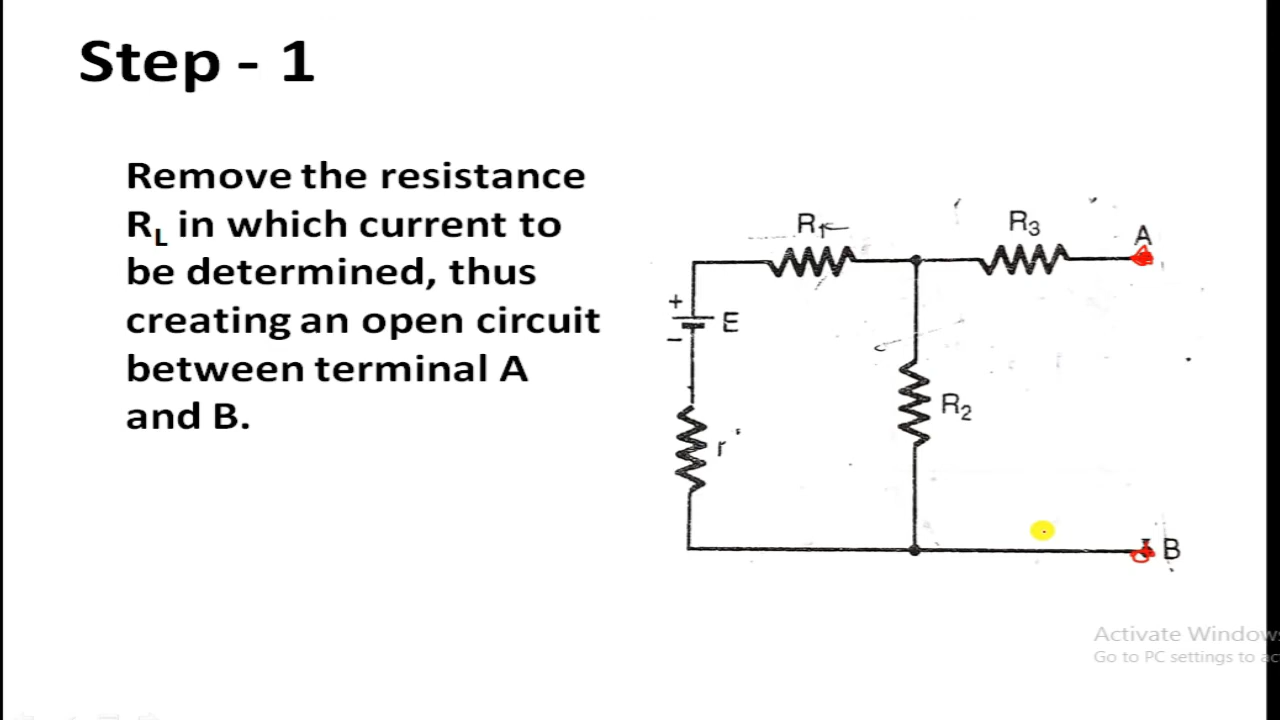 Step - 1
Remove the resistance
RL in which current to
be determined, thus
creating an open circuit
between terminal A
and B.
R1
R3
A
+
E
-
R2
r
B
Activate Windows
Go to PC settings to ac